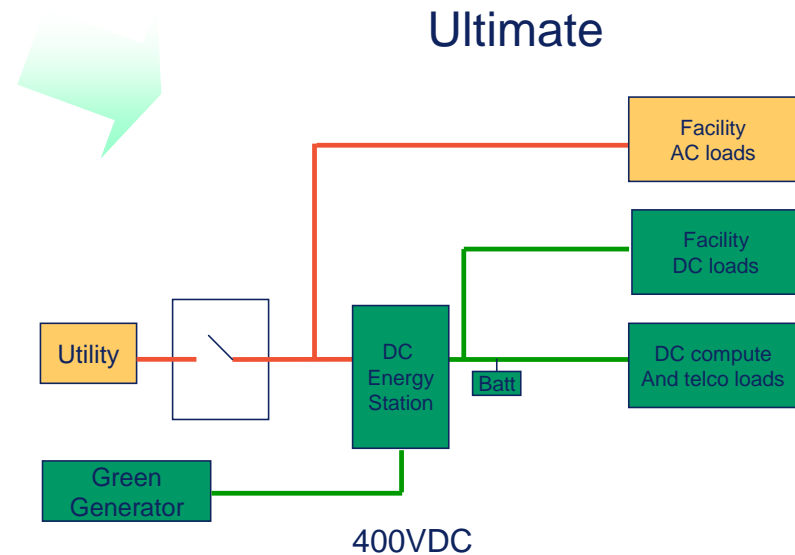 Ultimate
Facility
AC loads
Facility
DC loads
Utility
DC
Energy
Station
Batt
DC compute
And telco loads
Green
Generator
400VDC